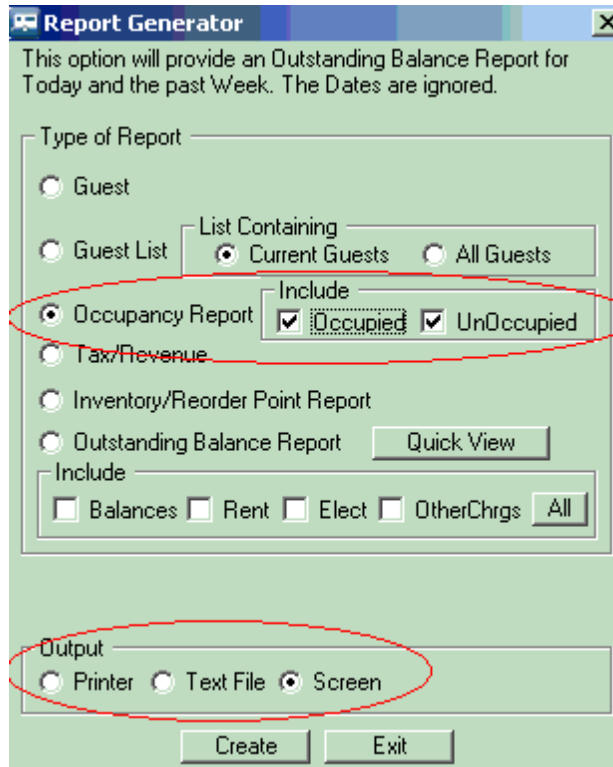 Report Generator
This option will provide an Outstanding Balance Report for
Today and the past Week. The Dates are ignored.
Type of Report
Guest
List Containing
Guest List Current Guests All Guests
Include
Occupancy Report Occupied UnOccupied
Tax/Revenue
Inventory/Reorder Point Report
Outstanding Balance Report Quick View
Include
Balances Rent Elect OtherChrgs All
Output
Printer Text File Screen
Create Exit